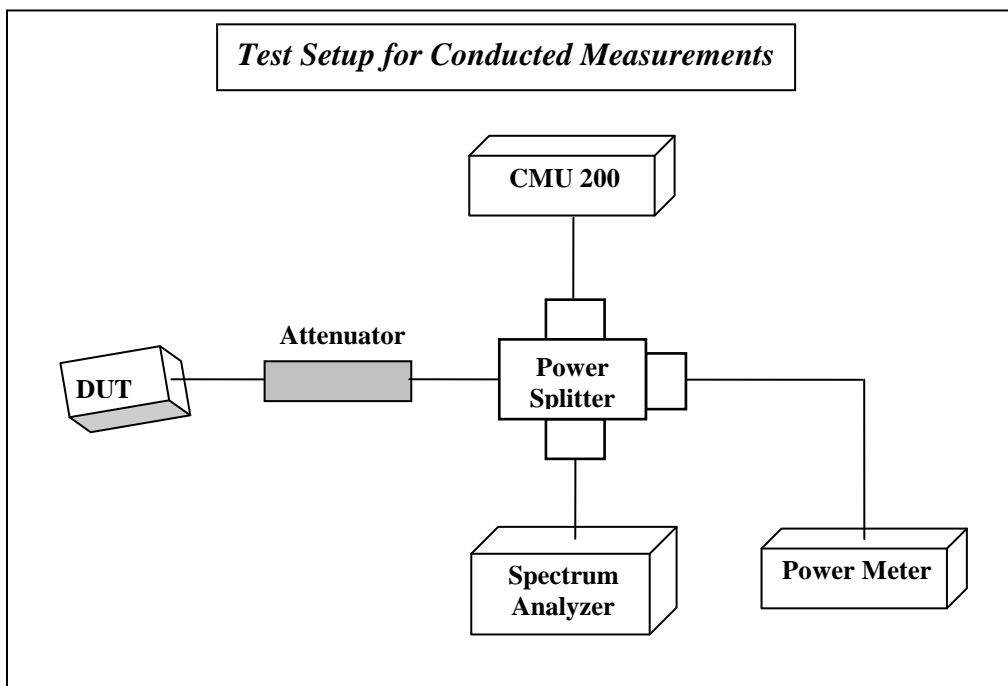 Test Setup for Conducted Measurements
CMU 200
Attenuator
DUT
Power
Splitter
Spectrum
Analyzer
Power Meter